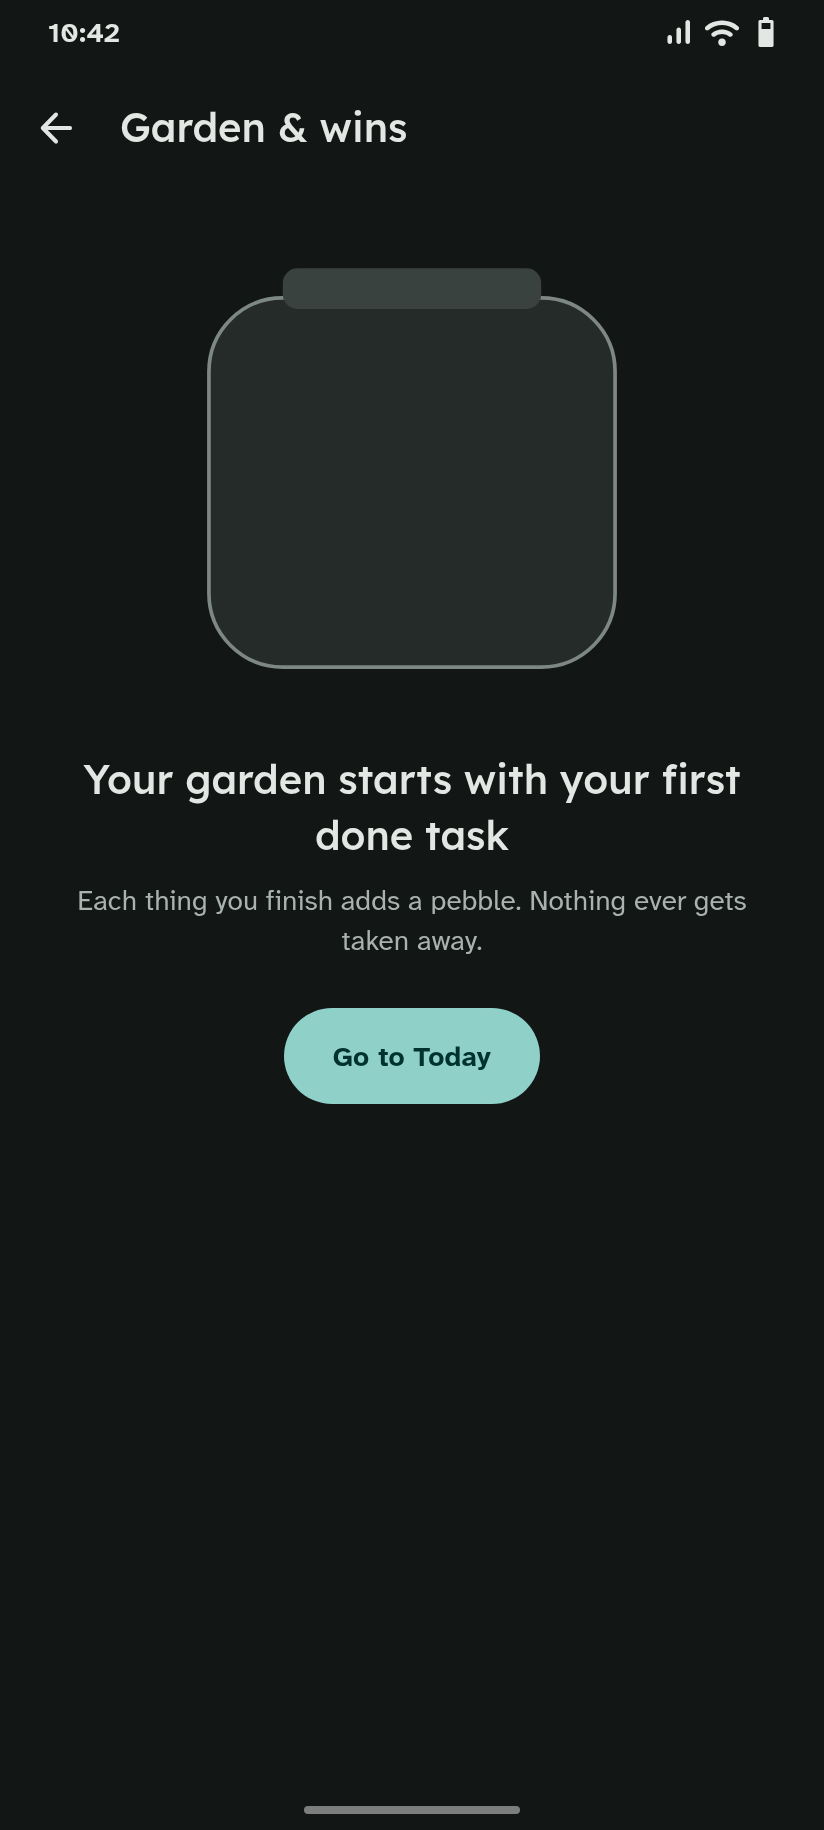 10:42
Garden & wins
Your garden starts with your first
done task
Each thing you finish adds a pebble. Nothing ever gets
taken away.
Go to Today